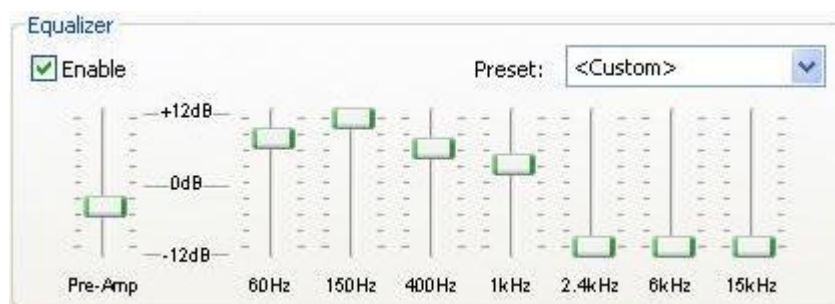 Equalizer
Enable
Preset: <Custom>
+12dB
0dB
-12dB
Pre-Amp 60Hz 150Hz 400Hz 1kHz 2.4kHz 6kHz 15kHz